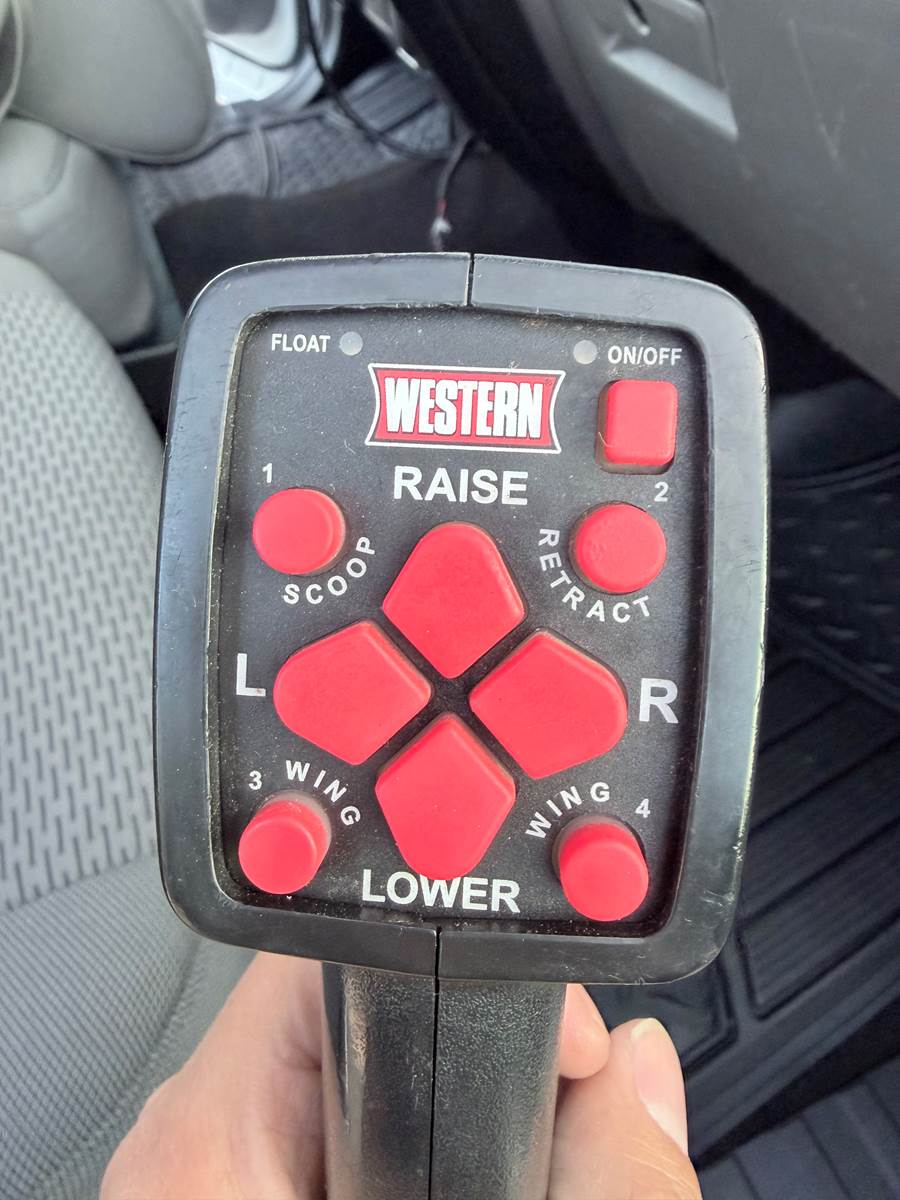 FLOAT
ON/OFF
WESTERN
RAISE
1
2
SCOOP
RETRACT
L
R
3
WING
WING
4
LOWER